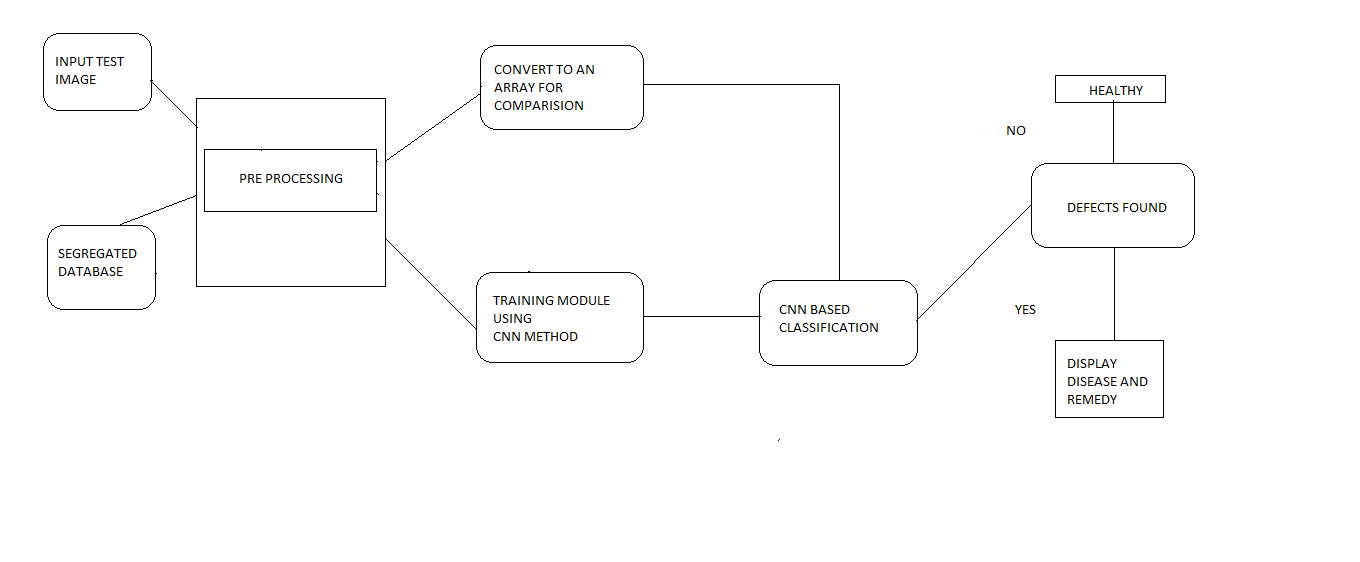 INPUT TEST
IMAGE
SEGREGATED
DATABASE
PRE PROCESSING
CONVERT TO AN
ARRAY FOR
COMPARISION
TRAINING MODULE
USING
CNN METHOD
CNN BASED
CLASSIFICATION
HEALTHY
NO
DEFECTS FOUND
YES
DISPLAY
DISEASE AND
REMEDY